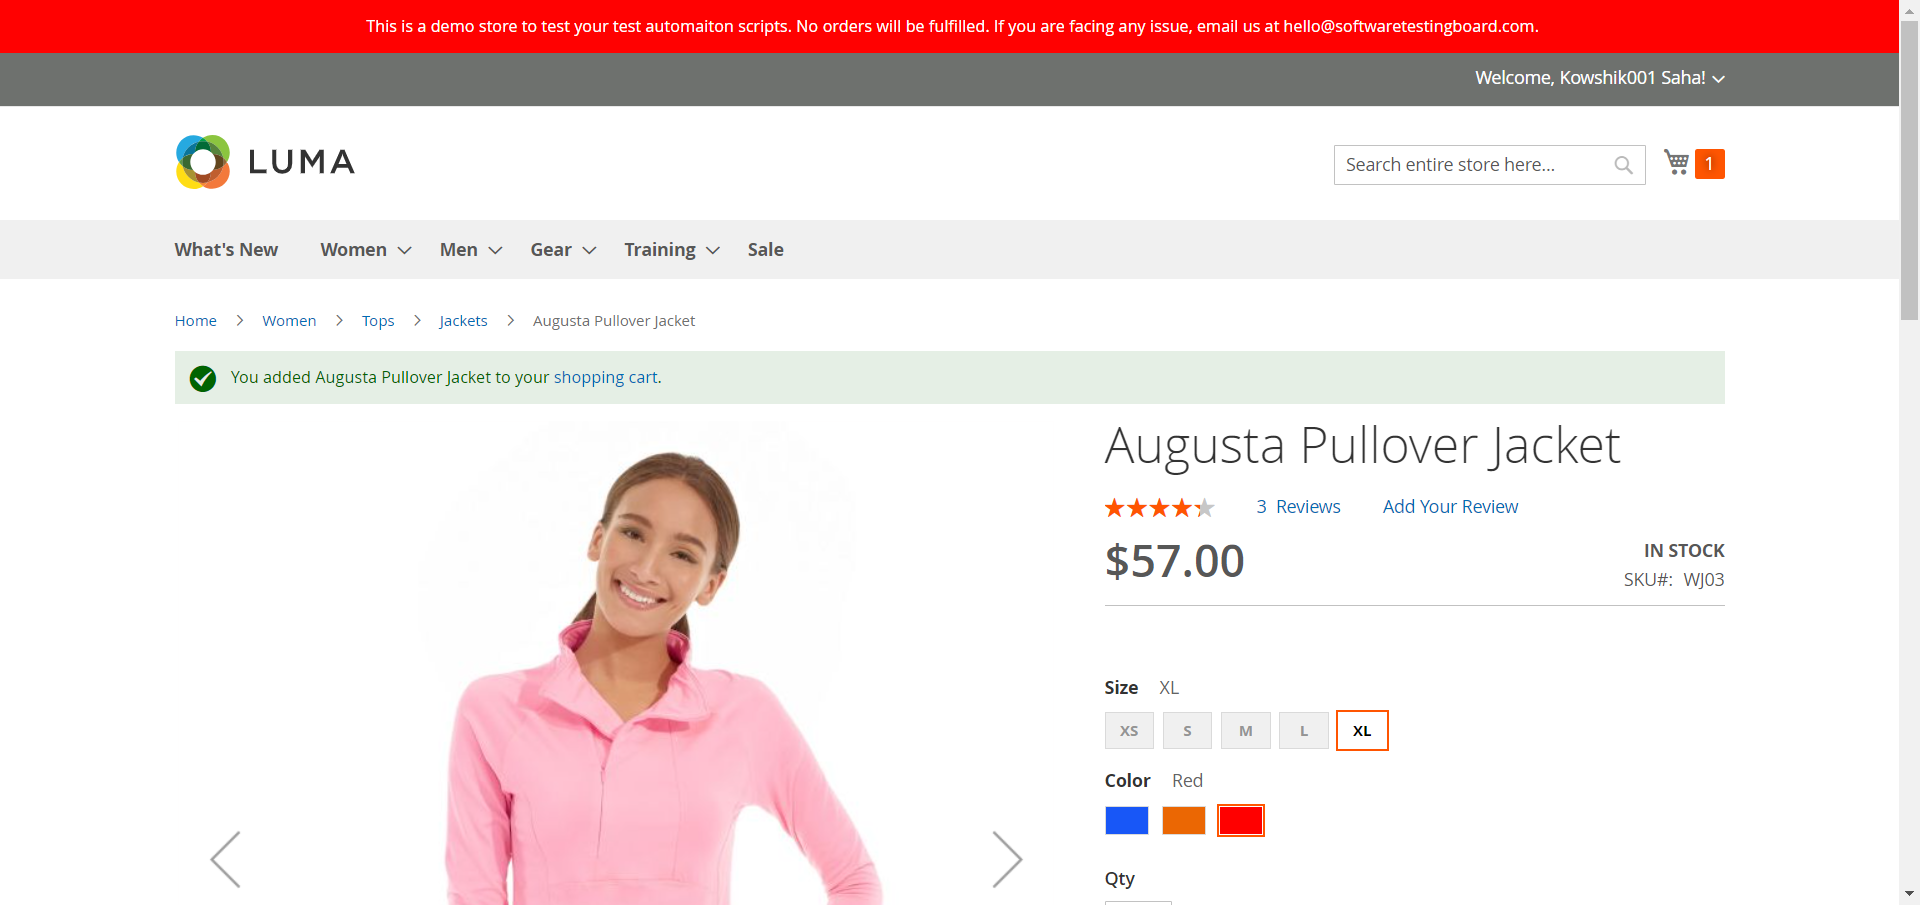 This is a demo store to test your test automaiton scripts. No orders will be fulfilled. If you are facing any issue, email us at hello@softwaretestingboard.com.
Welcome, Kowshik001 Saha!
LUMA
Search entire store here...
1
What's New Women Men Gear Training Sale
Home Women Tops Jackets Augusta Pullover Jacket
You added Augusta Pullover Jacket to your shopping cart.
Augusta Pullover Jacket
3 Reviews Add Your Review
$57.00
IN STOCK
SKU#: WJ03
Size XL
XS S M L XL
Color Red
Qty